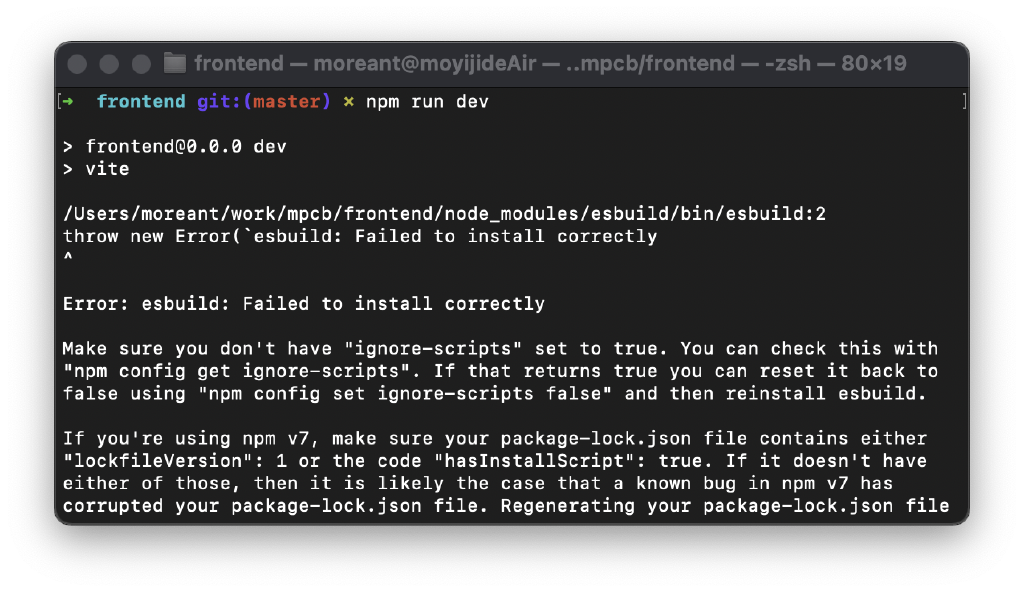 frontend — moreant@moyijideAir — ..mpcb/frontend — -zsh — 80×19
[➜  frontend git:(master) ✗ npm run dev ]
> frontend@0.0.0 dev
> vite
/Users/moreant/work/mpcb/frontend/node_modules/esbuild/bin/esbuild:2
throw new Error(`esbuild: Failed to install correctly
^
Error: esbuild: Failed to install correctly
Make sure you don't have "ignore-scripts" set to true. You can check this with
"npm config get ignore-scripts". If that returns true you can reset it back to
false using "npm config set ignore-scripts false" and then reinstall esbuild.
If you're using npm v7, make sure your package-lock.json file contains either
"lockfileVersion": 1 or the code "hasInstallScript": true. If it doesn't have
either of those, then it is likely the case that a known bug in npm v7 has
corrupted your package-lock.json file. Regenerating your package-lock.json file